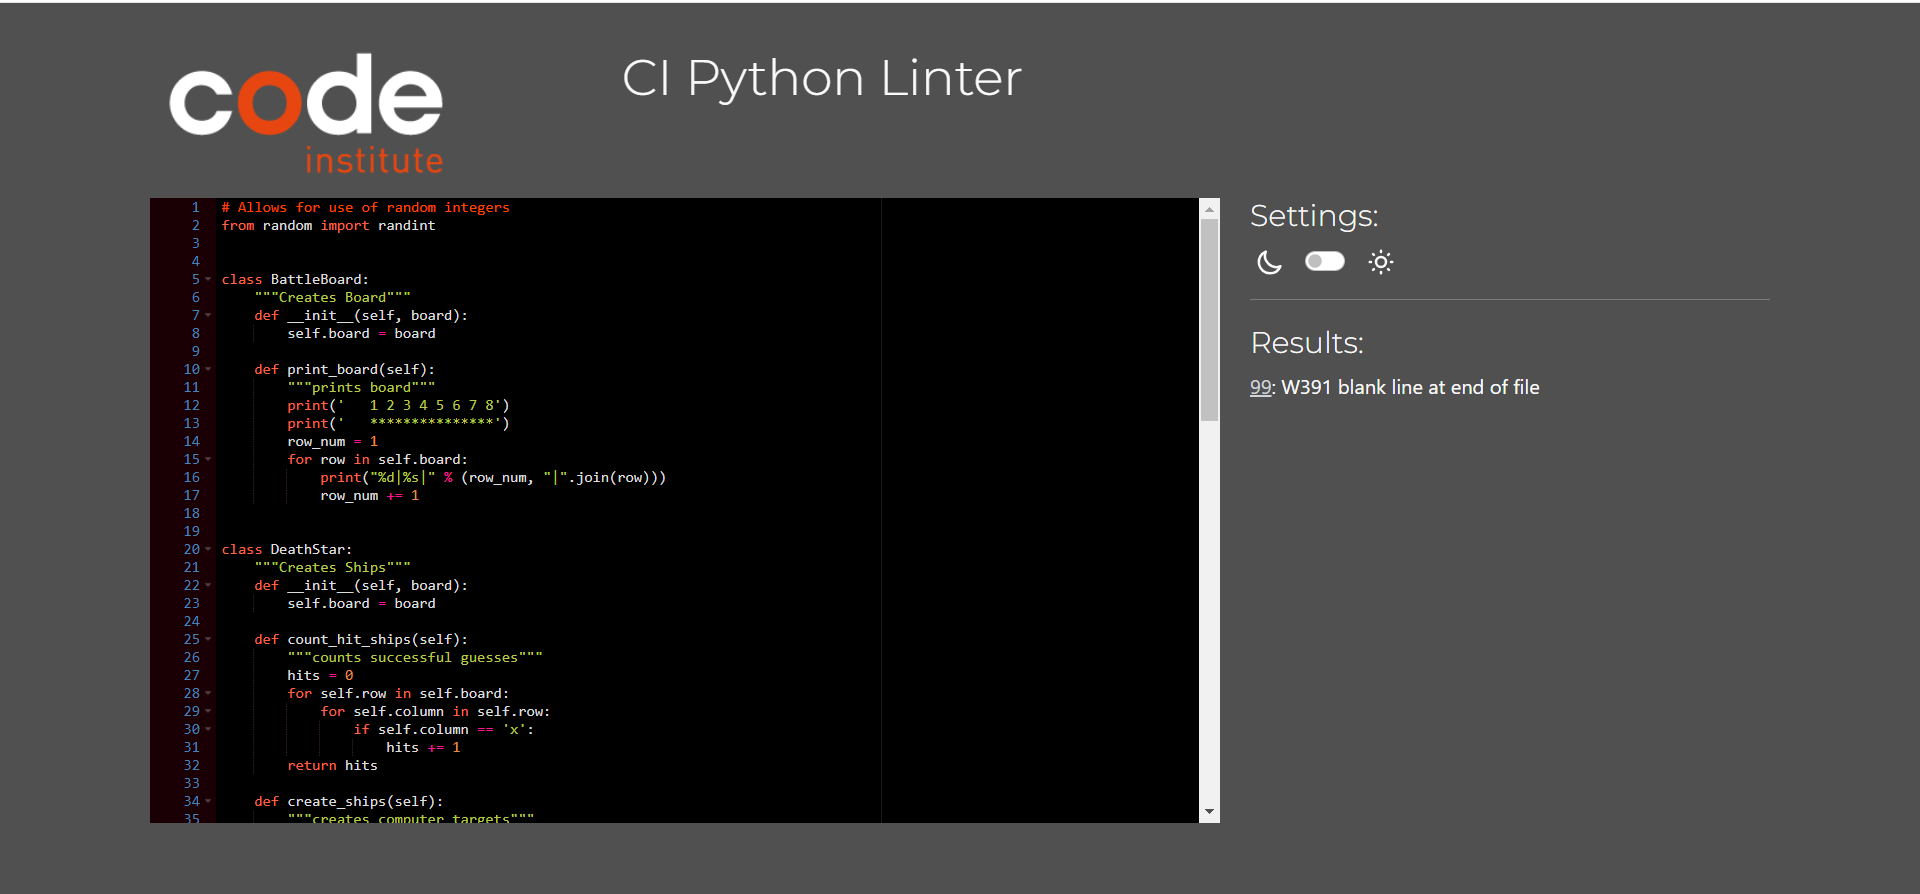 code
institute
CI Python Linter
1 # Allows for use of random integers
2 from random import randint
3
4
5 class BattleBoard:
6     """Creates Board"""
7     def __init__(self, board):
8         self.board = board
9
10     def print_board(self):
11         """prints board"""
12         print('   1 2 3 4 5 6 7 8')
13         print('   ***************')
14         row_num = 1
15         for row in self.board:
16             print("%d|%s|" % (row_num, "|".join(row)))
17             row_num += 1
18
19
20 class DeathStar:
21     """Creates Ships"""
22     def __init__(self, board):
23         self.board = board
24
25     def count_hit_ships(self):
26         """counts successful guesses"""
27         hits = 0
28         for self.row in self.board:
29             for self.column in self.row:
30                 if self.column == 'x':
31                     hits += 1
32         return hits
33
34     def create_ships(self):
35         """creates computer targets"""
Settings:
Results:
99: W391 blank line at end of file